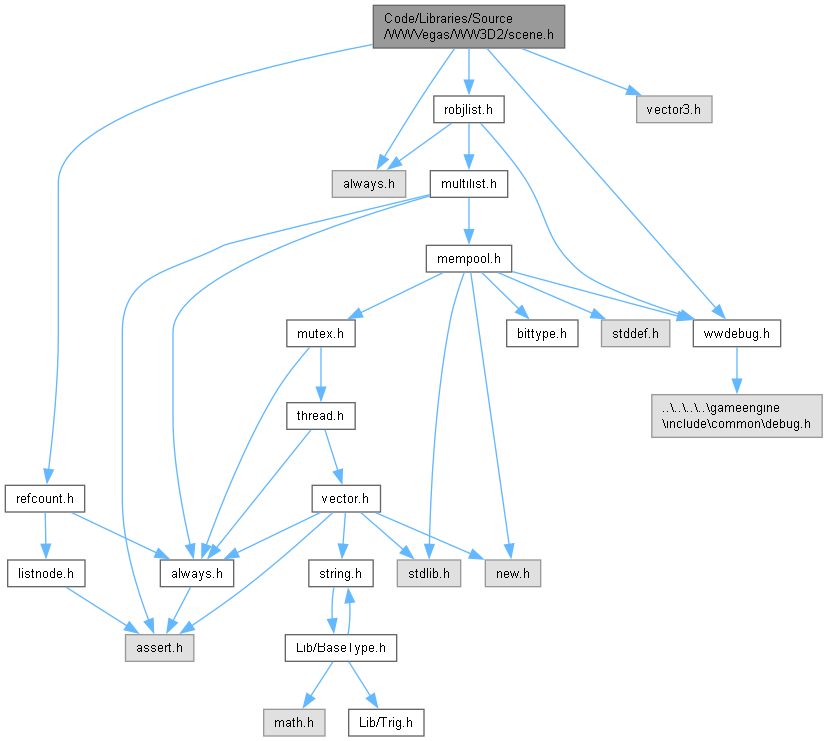 Code/Libraries/Source
/WWVegas/WW3D2/scene.h
robjlist.h
vector3.h
always.h
multilist.h
mempool.h
mutex.h
bittype.h
stddef.h
wwdebug.h
thread.h
..\..\..\..\gameengine
\include\common\debug.h
refcount.h
vector.h
listnode.h
always.h
string.h
stdlib.h
new.h
assert.h
Lib/BaseType.h
math.h
Lib/Trig.h